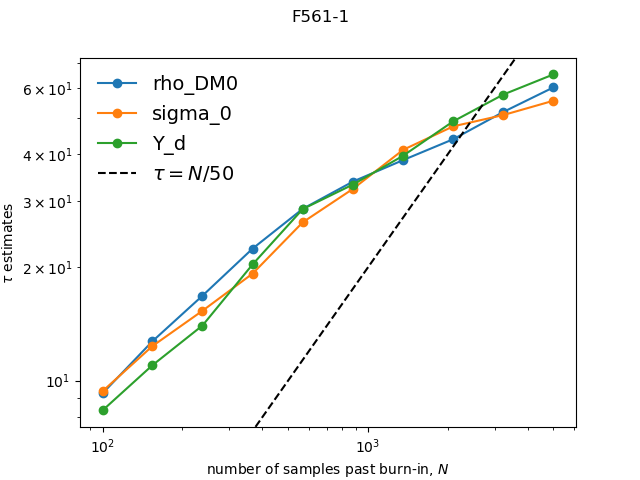 F561-1
rho_DM0
sigma_0
Y_d
τ = N/50
6 × 10¹
4 × 10¹
3 × 10¹
2 × 10¹
10¹
τ estimates
10²
10³
number of samples past burn-in, N